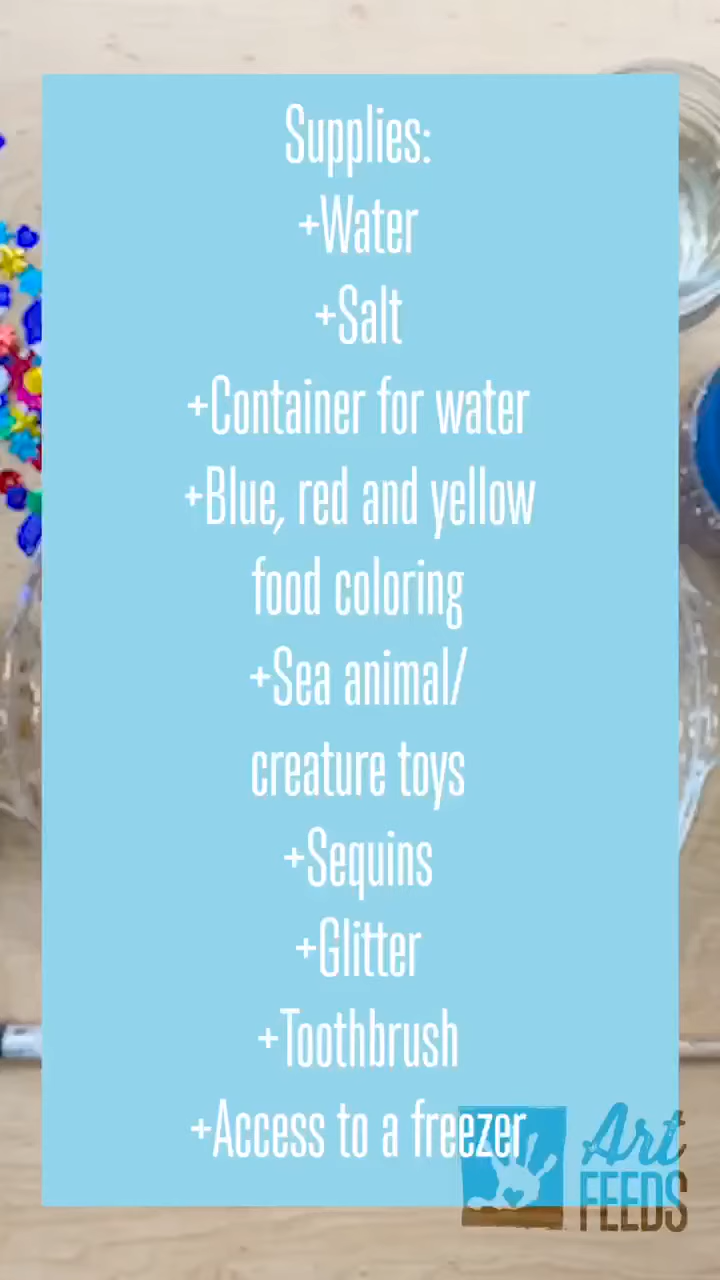 Supplies:
+Water
+Salt
+Container for water
+Blue, red and yellow
food coloring
+Sea animal/
creature toys
+Sequins
+Glitter
+Toothbrush
+Access to a freezer
Art
FEEDS